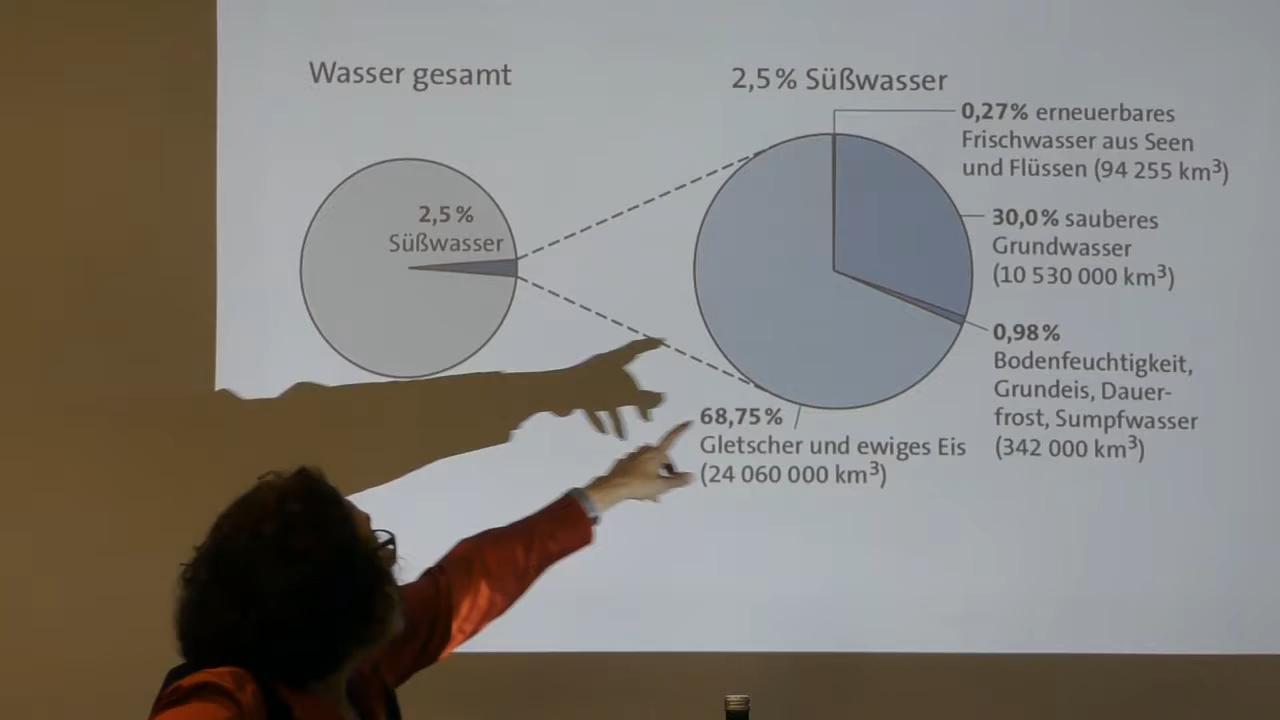 Wasser gesamt
2,5 %
Süßwasser
2,5 % Süßwasser
0,27% erneuerbares
Frischwasser aus Seen
und Flüssen (94 255 km³)
30,0% sauberes
Grundwasser
(10 530 000 km³)
0,98%
Bodenfeuchtigkeit,
Grundeis, Dauer-
frost, Sumpfwasser
(342 000 km³)
68,75%
Gletscher und ewiges Eis
(24 060 000 km³)